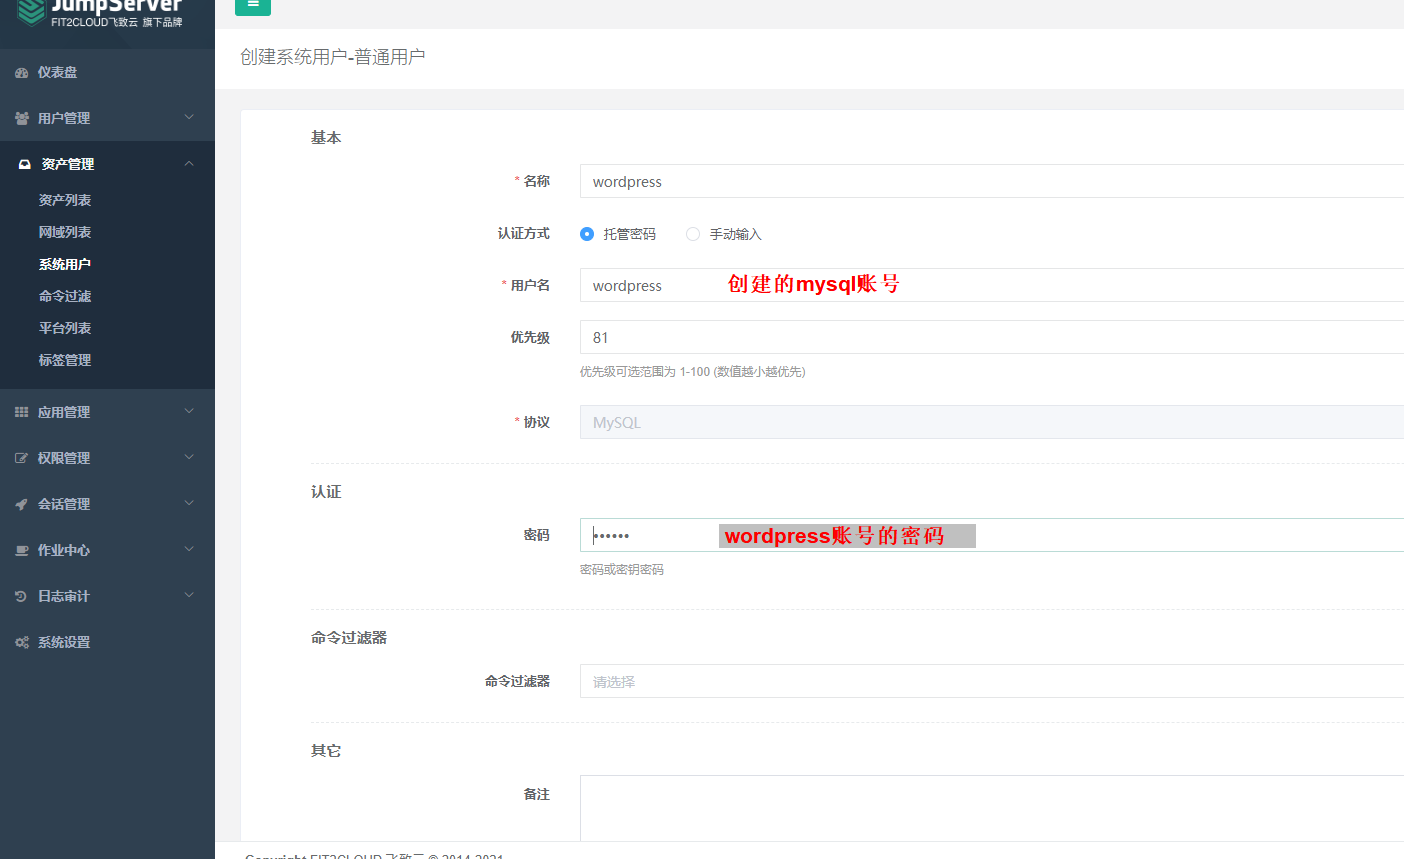 JumpServer
FIT2CLOUD飞致云 旗下品牌
仪表盘
用户管理
资产管理
资产列表
网域列表
系统用户
命令过滤
平台列表
标签管理
应用管理
权限管理
会话管理
作业中心
日志审计
系统设置
创建系统用户-普通用户
基本
* 名称 wordpress
认证方式 托管密码 手动输入
* 用户名 wordpress 创建的mysql账号
优先级 81
优先级可选范围为 1-100 (数值越小越优先)
* 协议 MySQL
认证
密码 •••••• wordpress账号的密码
密码或密钥密码
命令过滤器
命令过滤器 请选择
其它
备注
Copyright FIT2CLOUD 飞致云 © 2014-2021